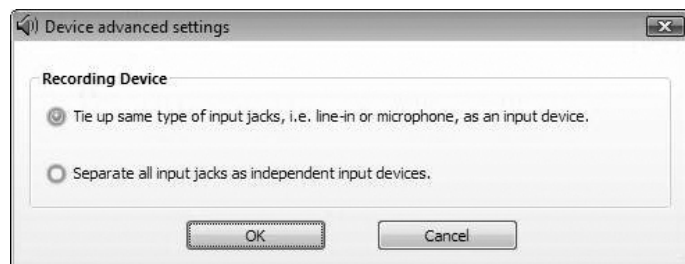 Device advanced settings
Recording Device
Tie up same type of input jacks, i.e. line-in or microphone, as an input device.
Separate all input jacks as independent input devices.
OK
Cancel